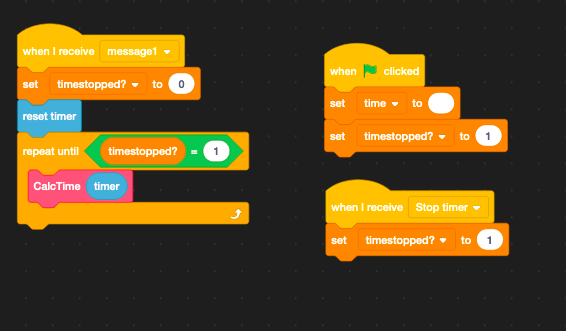 when I receive message1
set timestopped? to 0
reset timer
repeat until timestopped? = 1
CalcTime timer
when clicked
set time to
set timestopped? to 1
when I receive Stop timer
set timestopped? to 1